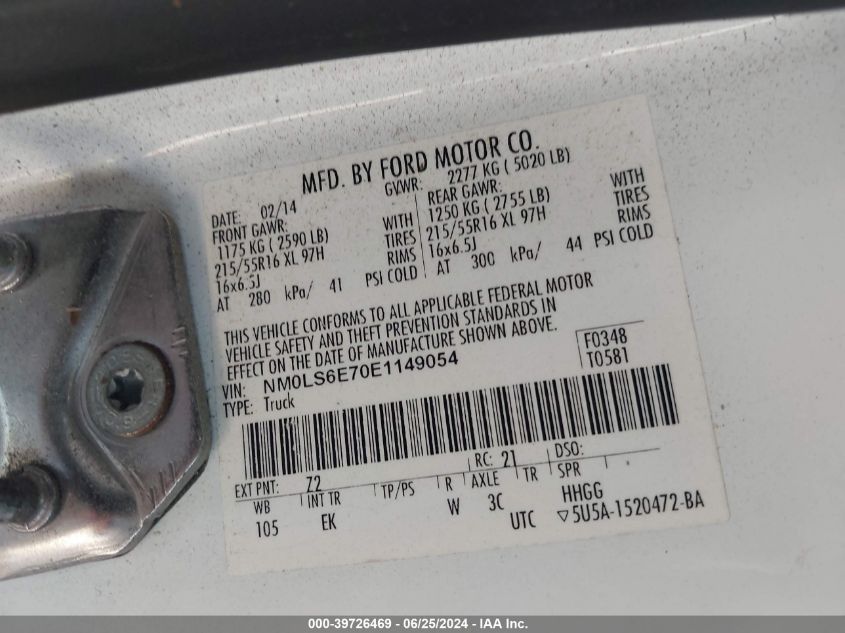 MFD. BY FORD MOTOR CO.
DATE: 02/14 GVWR: 2277 KG ( 5020 LB)
FRONT GAWR: REAR GAWR:
1175 KG ( 2590 LB) WITH 1250 KG ( 2755 LB) WITH
215/55R16 XL 97H TIRES 215/55R16 XL 97H TIRES
16x6.5J RIMS 16x6.5J RIMS
AT 280 kPa/ 41 PSI COLD AT 300 kPa/ 44 PSI COLD
THIS VEHICLE CONFORMS TO ALL APPLICABLE FEDERAL MOTOR
VEHICLE SAFETY AND THEFT PREVENTION STANDARDS IN
EFFECT ON THE DATE OF MANUFACTURE SHOWN ABOVE.
VIN: NM0LS6E70E1149054 F0348
TYPE: Truck T0581
EXT PNT: Z2 RC: 21 DSO:
WB INT TR TP/PS R AXLE TR SPR
105 EK W 3C HHGG
UTC ▽5U5A-1520472-BA
000-39726469 / 06/25/2024 - IAA Inc.